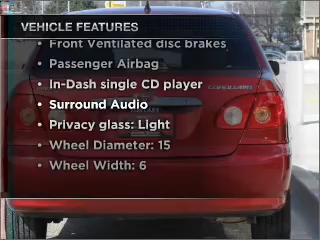 VEHICLE FEATURES
• Front Ventilated disc brakes
• Passenger Airbag
• In-Dash single CD player
• Surround Audio
• Privacy glass: Light
• Wheel Diameter: 15
• Wheel Width: 6
COROLLA